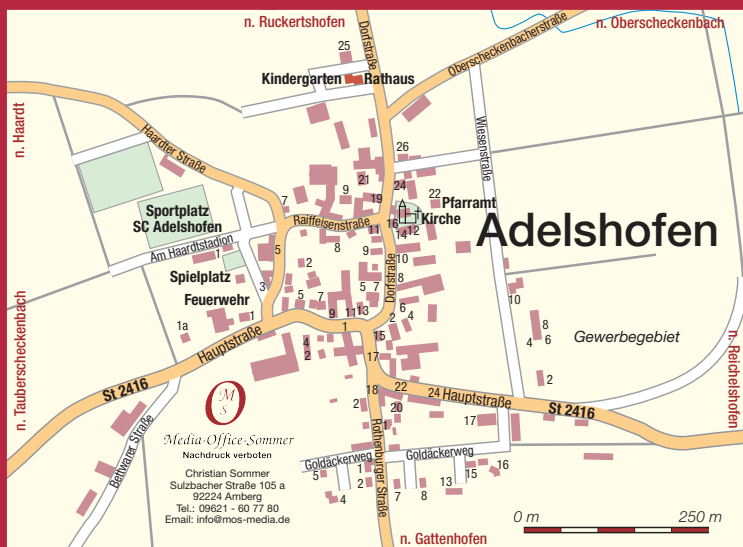 n. Ruckertshofen
n. Oberscheckenbach
25
Dorfstraße
Oberscheckenbacherstraße
Kindergarten
Rathaus
n. Haardt
Haardter Straße
Wiesenstraße
26
21
24
9
19
22
7
Pfarramt
Kirche
Sportplatz
SC Adelshofen
Raiffeisenstraße
16
11
14
12
Adelshofen
Am Haardtstadion
1
5
8
9
10
2
Spielplatz
3
5
7
8
Dorfstraße
Feuerwehr
5
7
9
11
13
6
4
2
10
1
1a
1
15
8
6
4
Gewerbegebiet
Hauptstraße
4
2
17
n. Tauberscheckenbach
n. Reichelshofen
St 2416
18
22
24
Hauptstraße
St 2416
2
2
20
17
1
M
S
Media-Office-Sommer
Nachdruck verboten
Bettwarer Straße
Rothenburger Straße
Goldäckerweg
Goldäckerweg
Christian Sommer
Sulzbacher Straße 105 a
92224 Amberg
Tel.: 09621 - 60 77 80
Email: info@mos-media.de
5
1
2
4
7
8
13
15
16
0 m
250 m
n. Gattenhofen